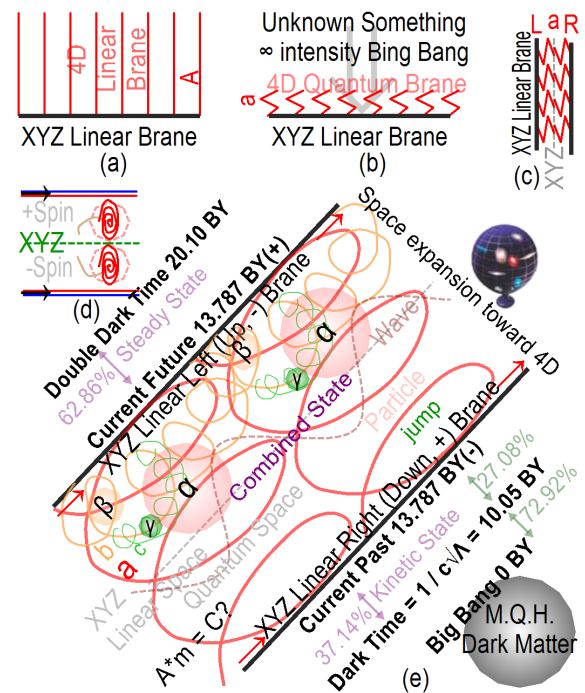 4D
Linear
Brane
A
XYZ Linear Brane
(a)
Unknown Something
∞ intensity Bing Bang
4D Quantum Brane
a
XYZ Linear Brane
(b)
L a R
XYZ Linear Brane
XYZ
(c)
+Spin
XYZ
-Spin
(d)
Space expansion toward 4D
Double Dark Time 20.10 BY
62.86% Steady State
Current Future 13.787 BY(+)
XYZ Linear Left (Up, -) Brane
β
α
γ
Wave
Particle
jump
Combined State
β
α
γ
b
c
a
XYZ
Linear Space
Quantum Space
A*m = C?
XYZ Linear Right (Down, +) Brane
Current Past 13.787 BY(-)
27.08%
37.14% Kinetic State
Dark Time = 1 / c√Λ = 10.05 BY
72.92%
Big Bang 0 BY
M.Q.H.
Dark Matter
(e)